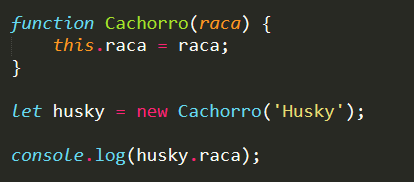 function Cachorro(raca) {
    this.raca = raca;
}
let husky = new Cachorro('Husky');
console.log(husky.raca);